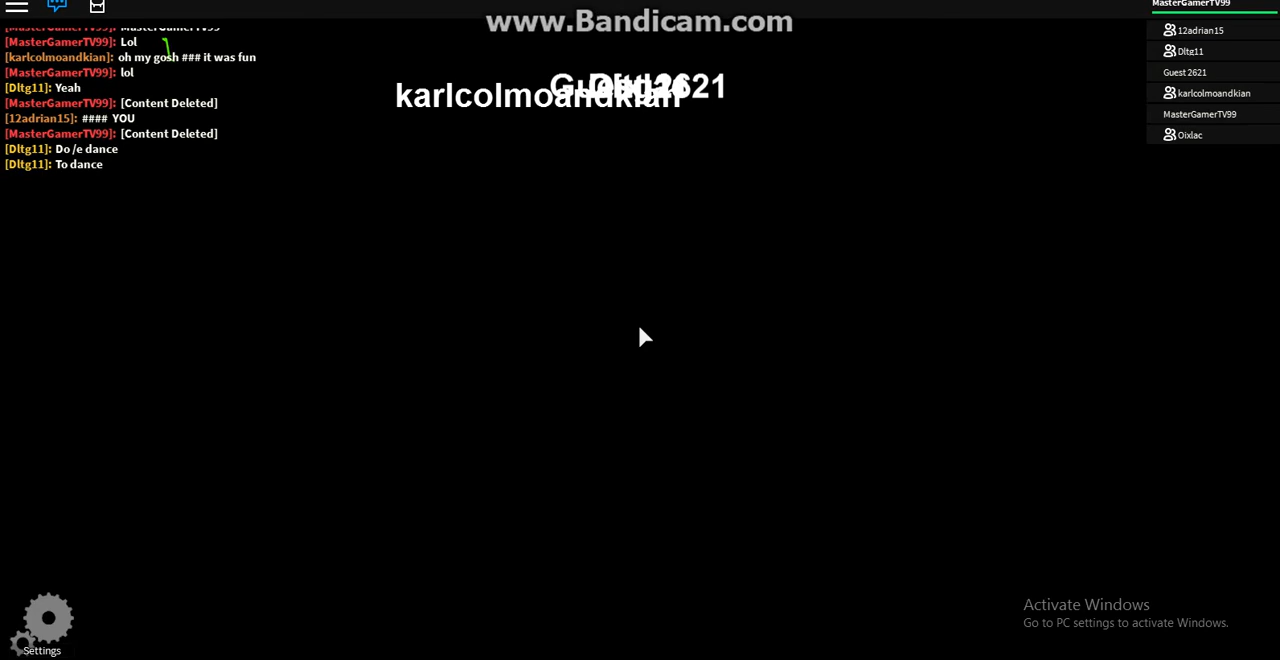 www.Bandicam.com
MasterGamerTV99
[MasterGamerTV99]: MasterGamerTV99
[MasterGamerTV99]: Lol
[karlcolmoandkian]: oh my gosh ### it was fun
[MasterGamerTV99]: lol
[Dltg11]: Yeah
[MasterGamerTV99]: [Content Deleted]
[12adrian15]: #### YOU
[MasterGamerTV99]: [Content Deleted]
[Dltg11]: Do /e dance
[Dltg11]: To dance
karlcolmoandkian
12adrian15
Dltg11
Guest 2621
karlcolmoandkian
MasterGamerTV99
Oixlac
Activate Windows
Go to PC settings to activate Windows.
Settings